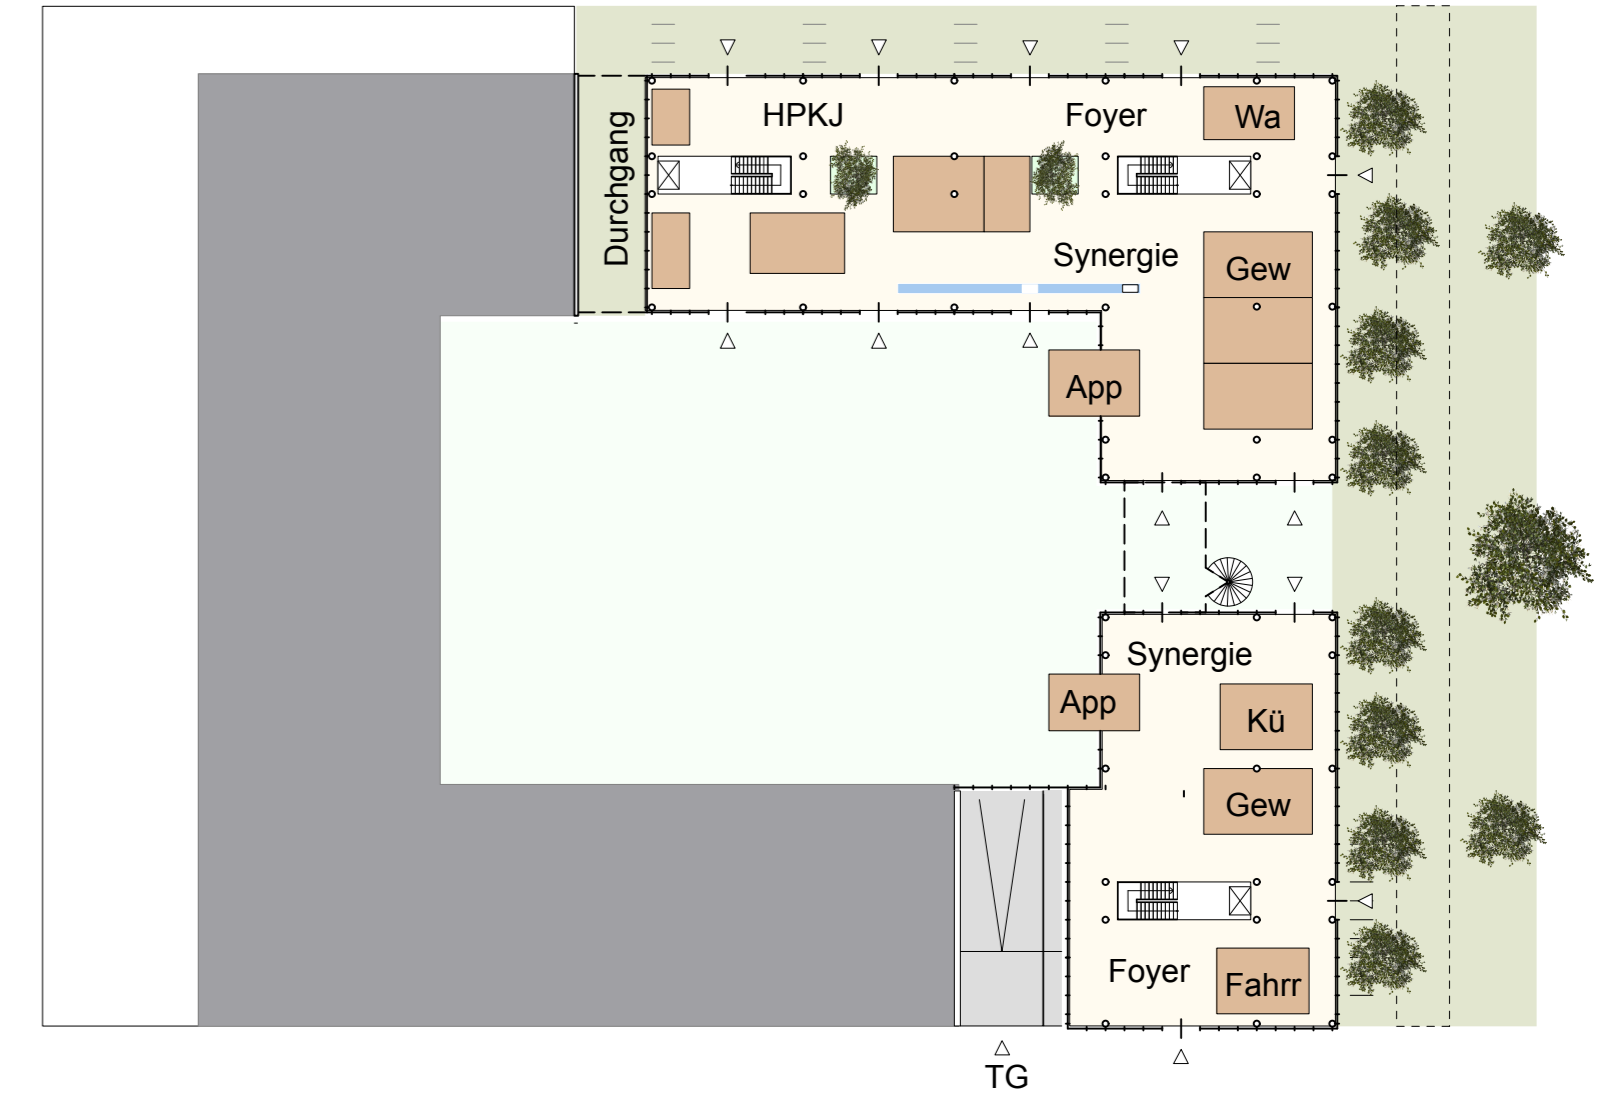 HPKJ
Foyer
Wa
Durchgang
Synergie
Gew
App
Synergie
App
Kü
Gew
Foyer
Fahrr
TG